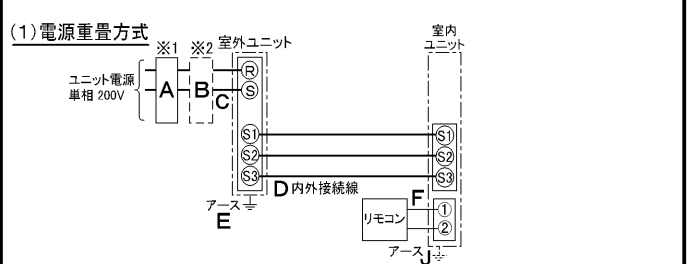 (1)電源重畳方式
※1 ※2 室外ユニット
室内
ユニット
ユニット電源
単相 200V
A
B
C
R
S
S1
S2
S3
S1
S2
S3
D 内外接続線
アース
E
リモコン
F
1
2
アース
J